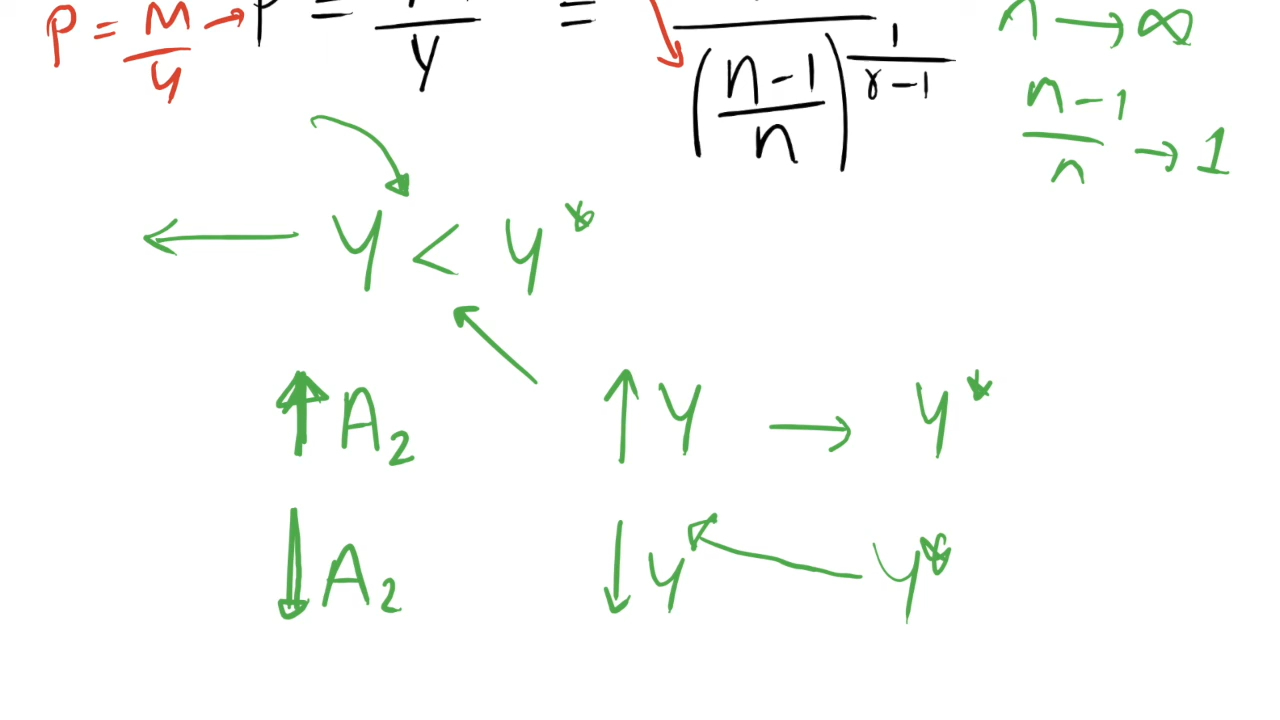 P = M/Y → P = /Y = /((n-1)/n)^(1/(γ-1))
n → ∞
(n-1)/n → 1
← Y < Y*
↑ A₂ ↑ Y → Y*
↓ A₂ ↓ Y ← Y*